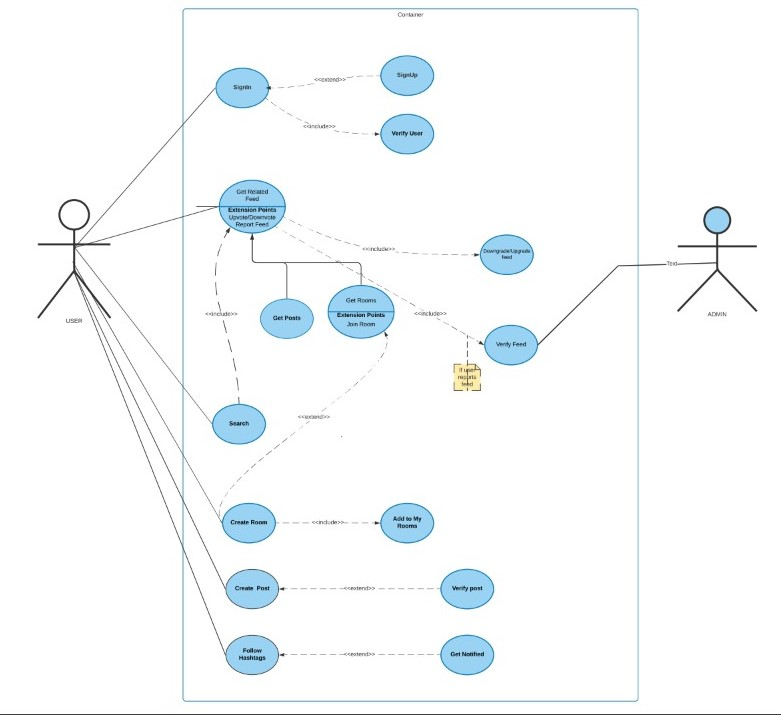 Container
SignIn
<<extend>>
SignUp
<<include>>
Verify User
Get Related
Feed
Extension Points
Upvote/Downvote
Report Feed
<<include>>
Downgrade/Upgrade
Feed
Text
USER
ADMIN
<<include>>
Get Posts
Get Rooms
Extension Points
Join Room
<<include>>
Verify Feed
If user
reports
feed
<<extend>>
Search
Create Room
<<include>>
Add to My
Rooms
Create Post
<<extend>>
Verify post
Follow
Hashtags
<<extend>>
Get Notified